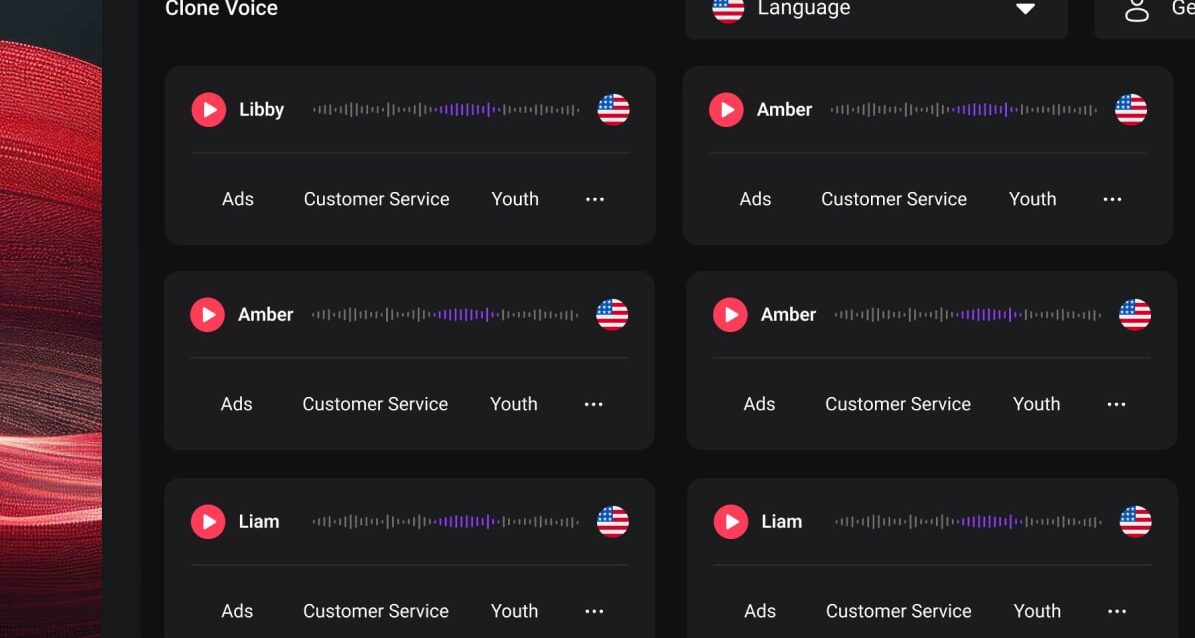 Clone Voice Language
Libby Amber
Ads Customer Service Youth ... Ads Customer Service Youth ...
Amber Amber
Ads Customer Service Youth ... Ads Customer Service Youth ...
Liam Liam
Ads Customer Service Youth ... Ads Customer Service Youth ...